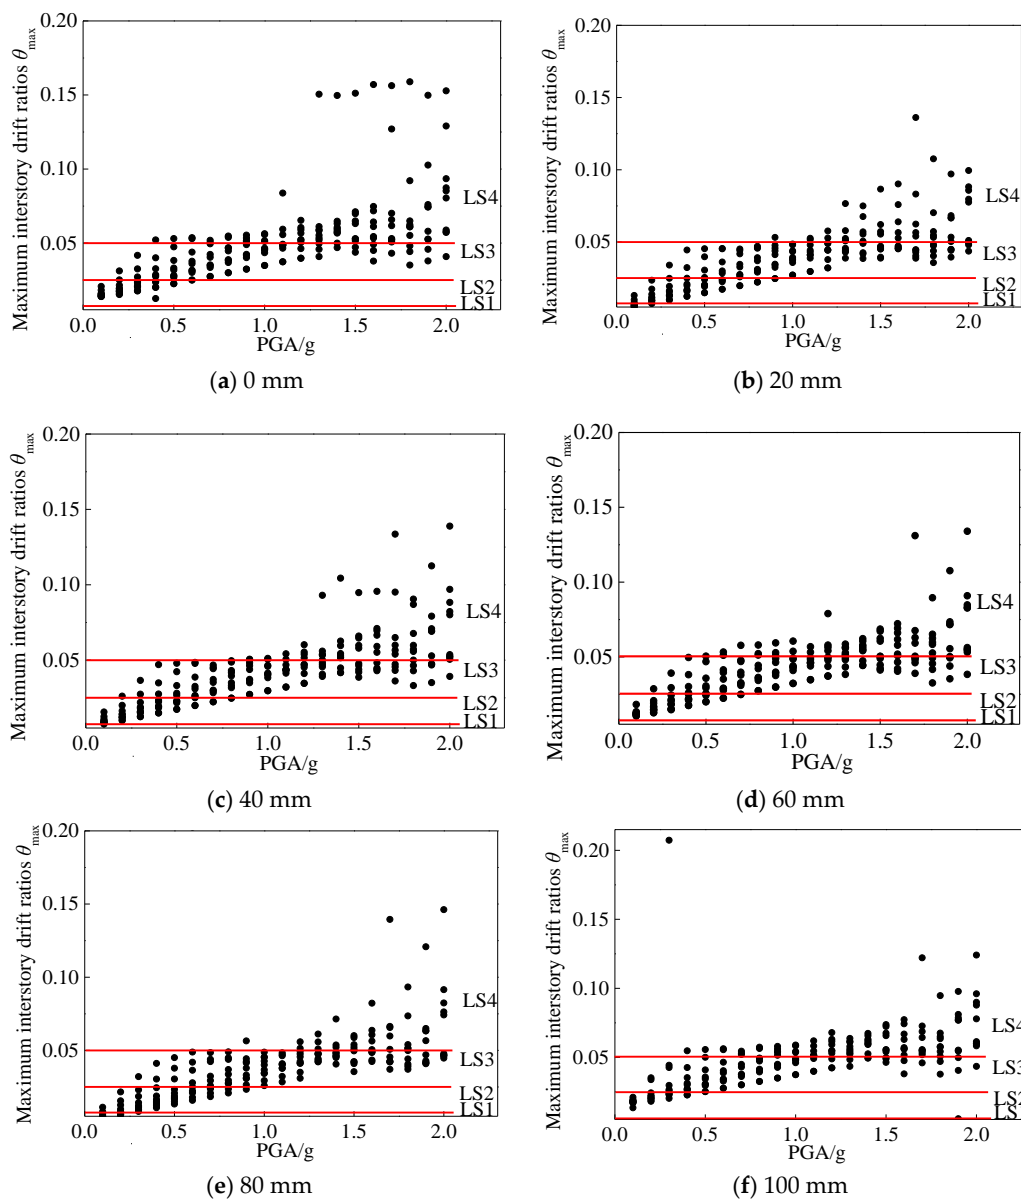 Maximum interstory drift ratios θmax
0.20
0.15
0.10
0.05
LS4
LS3
LS2
LS1
0.0 0.5 1.0 1.5 2.0
PGA/g
(a) 0 mm
Maximum interstory drift ratios θmax
0.20
0.15
0.10
0.05
LS4
LS3
LS2
LS1
0.0 0.5 1.0 1.5 2.0
PGA/g
(b) 20 mm
Maximum interstory drift ratios θmax
0.20
0.15
0.10
0.05
LS4
LS3
LS2
LS1
0.0 0.5 1.0 1.5 2.0
PGA/g
(c) 40 mm
Maximum interstory drift ratios θmax
0.20
0.15
0.10
0.05
LS4
LS3
LS2
LS1
0.0 0.5 1.0 1.5 2.0
PGA/g
(d) 60 mm
Maximum interstory drift ratios θmax
0.20
0.15
0.10
0.05
LS4
LS3
LS2
LS1
0.0 0.5 1.0 1.5 2.0
PGA/g
(e) 80 mm
Maximum interstory drift ratios θmax
0.20
0.15
0.10
0.05
LS4
LS3
LS2
LS1
0.0 0.5 1.0 1.5 2.0
PGA/g
(f) 100 mm